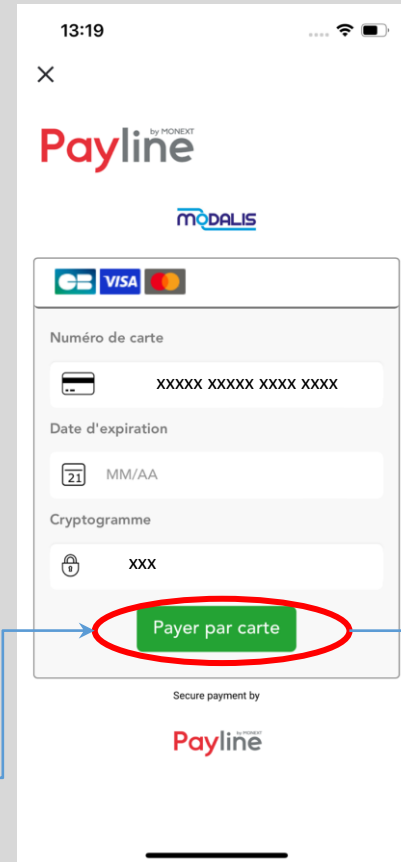 13:19
by MONEXT
Payline
MODALIS
CB VISA
Numéro de carte
XXXXX XXXXX XXXX XXXX
Date d'expiration
21 MM/AA
Cryptogramme
XXX
Payer par carte
Secure payment by
by MONEXT
Payline